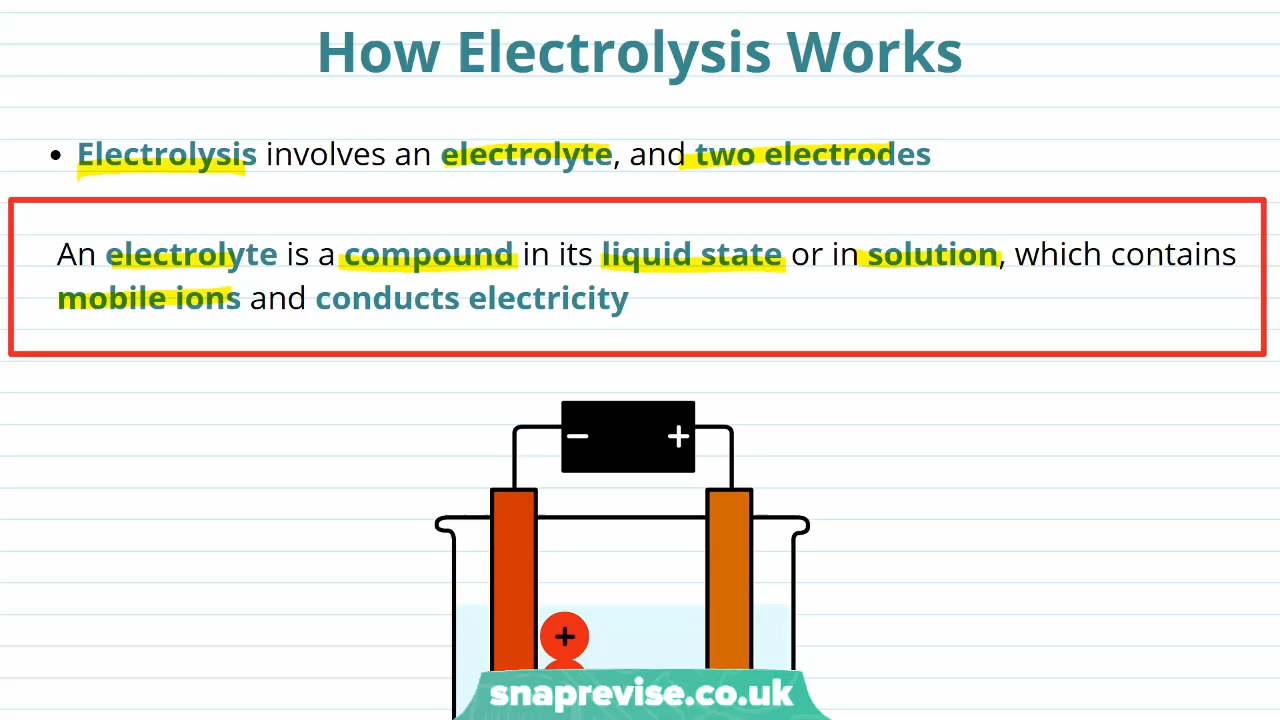 How Electrolysis Works
• Electrolysis involves an electrolyte, and two electrodes
An electrolyte is a compound in its liquid state or in solution, which contains
mobile ions and conducts electricity
− +
+
snaprevise.co.uk